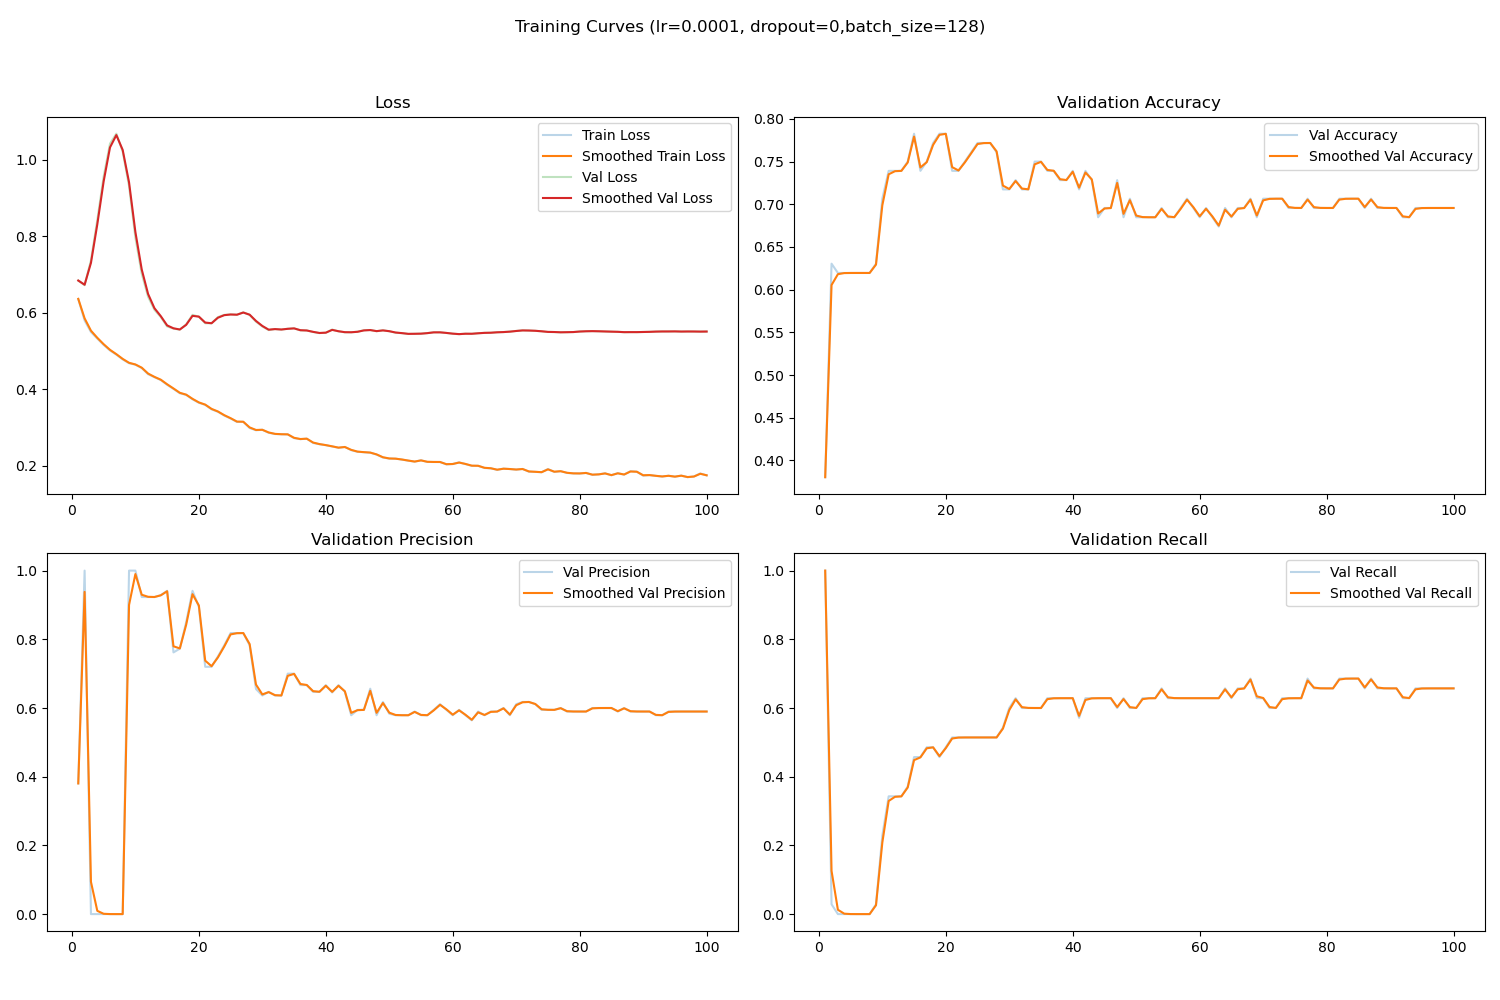 Training Curves (lr=0.0001, dropout=0,batch_size=128)
Loss
Train Loss
Smoothed Train Loss
Val Loss
Smoothed Val Loss
1.0
0.8
0.6
0.4
0.2
0 20 40 60 80 100
Validation Accuracy
Val Accuracy
Smoothed Val Accuracy
0.80
0.75
0.70
0.65
0.60
0.55
0.50
0.45
0.40
0 20 40 60 80 100
Validation Precision
Val Precision
Smoothed Val Precision
1.0
0.8
0.6
0.4
0.2
0.0
0 20 40 60 80 100
Validation Recall
Val Recall
Smoothed Val Recall
1.0
0.8
0.6
0.4
0.2
0.0
0 20 40 60 80 100